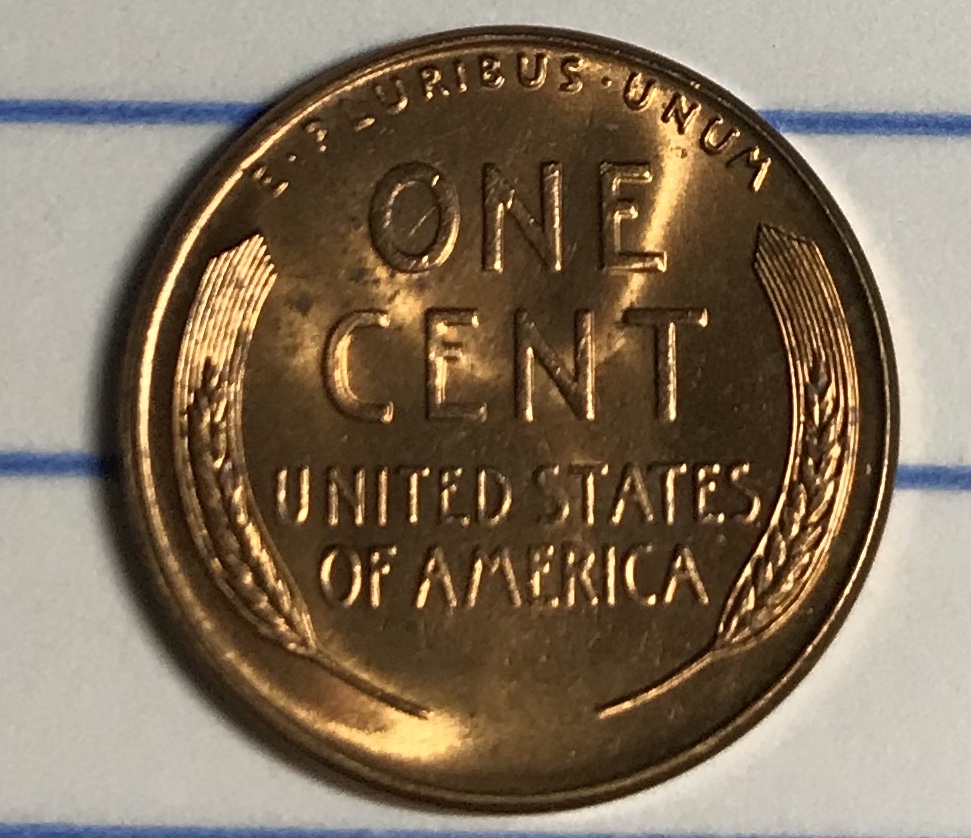 E·PLURIBUS·UNUM
ONE
CENT
UNITED STATES
OF AMERICA